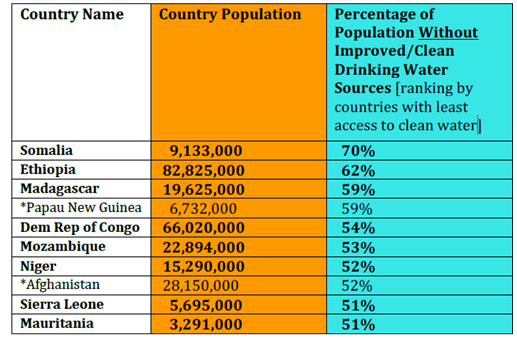 Country Name Country Population Percentage of
Population Without
Improved/Clean
Drinking Water
Sources [ranking by
countries with least
access to clean water]
Somalia 9,133,000 70%
Ethiopia 82,825,000 62%
Madagascar 19,625,000 59%
*Papau New Guinea 6,732,000 59%
Dem Rep of Congo 66,020,000 54%
Mozambique 22,894,000 53%
Niger 15,290,000 52%
*Afghanistan 28,150,000 52%
Sierra Leone 5,695,000 51%
Mauritania 3,291,000 51%